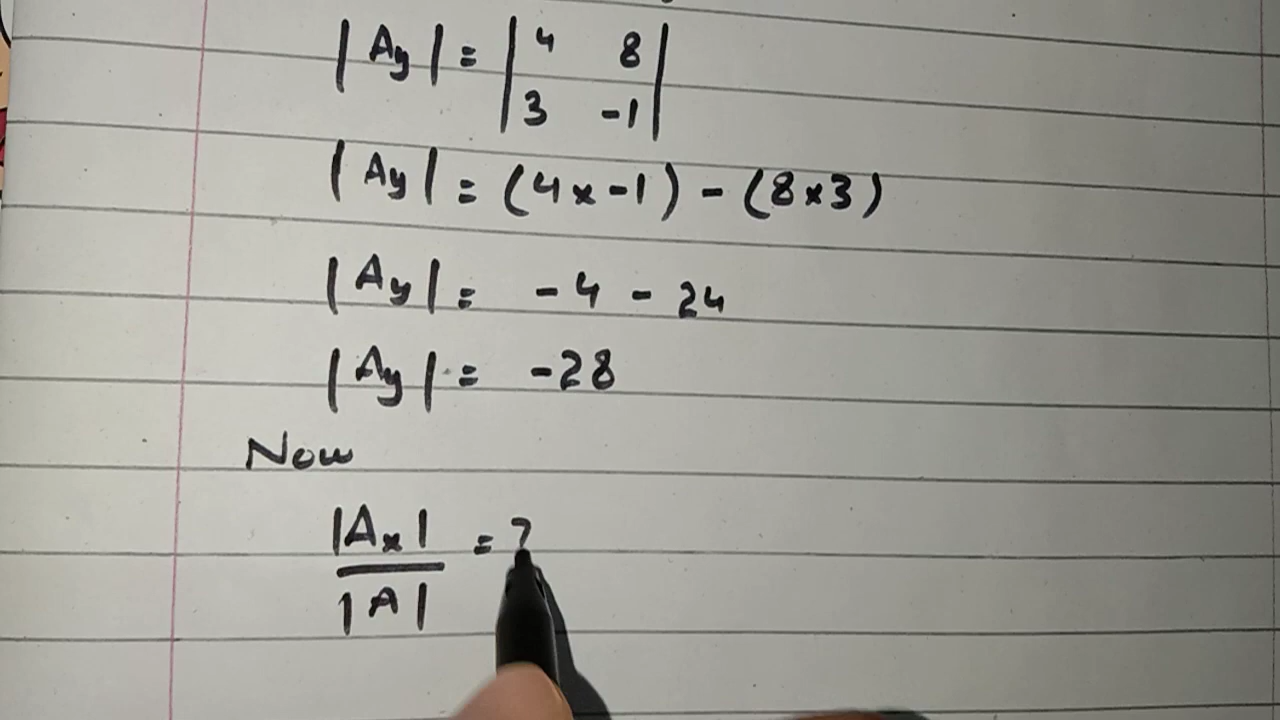 |Ay| = | 4 8 |
| 3 -1 |
|Ay| = (4 x -1) - (8 x 3)
|Ay| = -4 - 24
|Ay| = -28
Now
|Ax| = ?
|A|